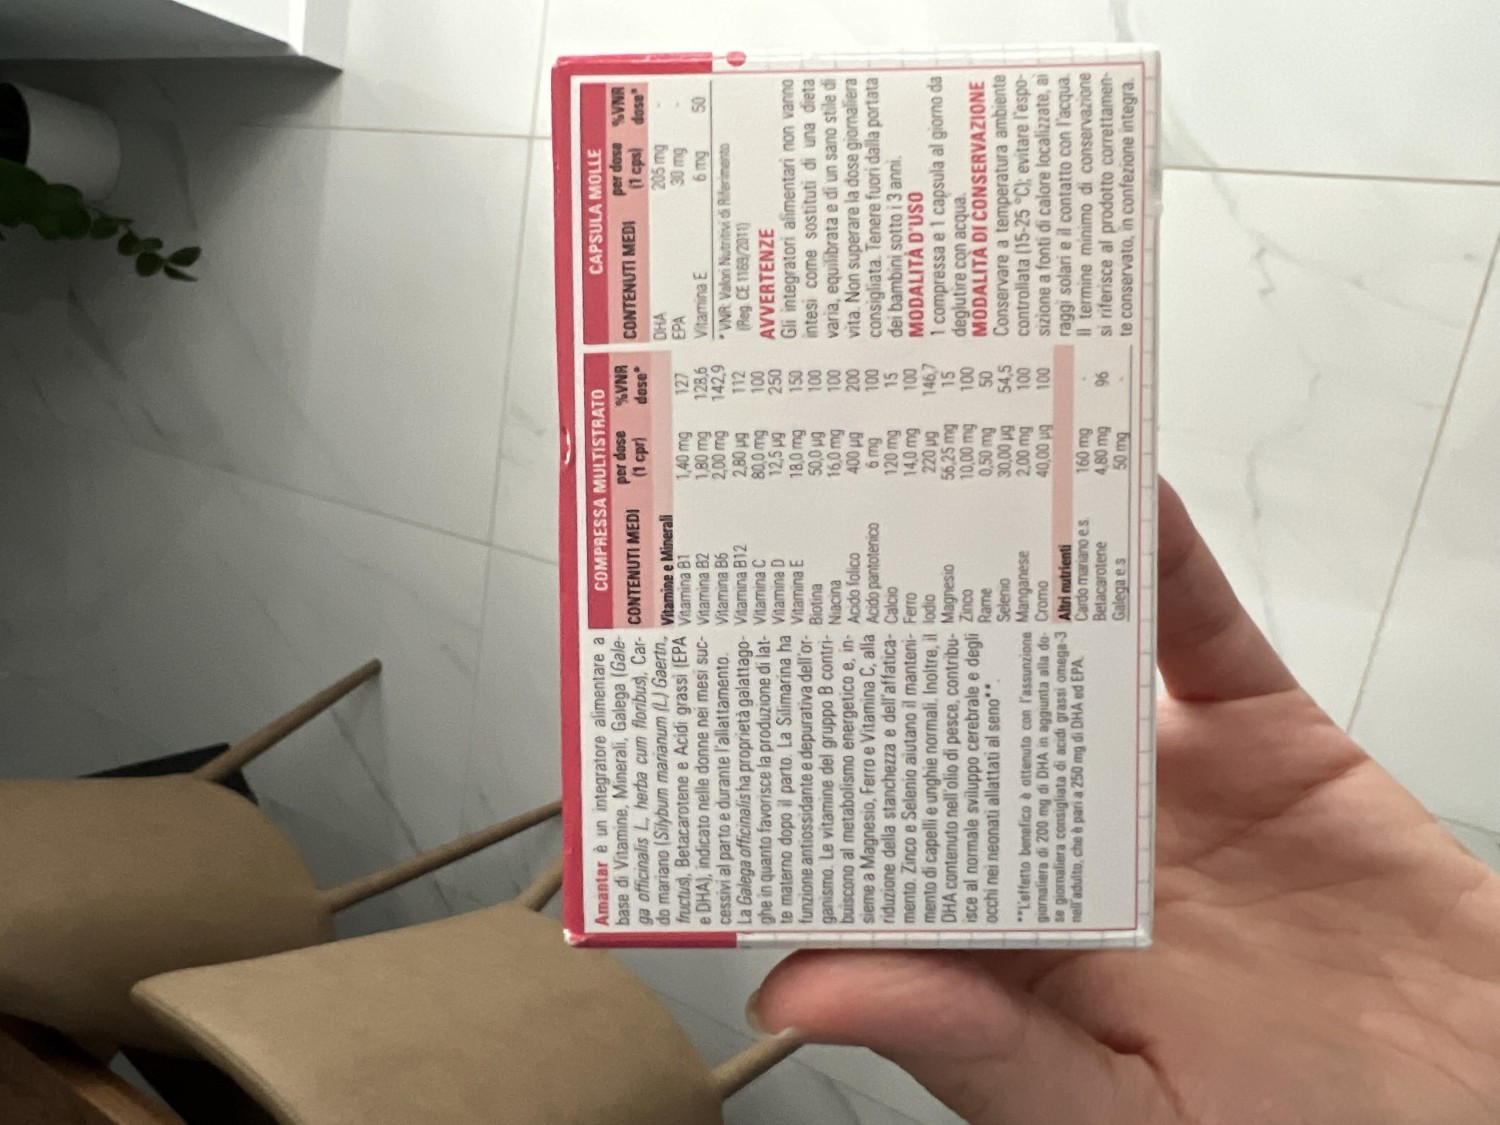 Amantar è un integratore alimentare a
base di Vitamine, Minerali, Galega (Gale-
ga officinalis L., herba cum floribus), Car-
do mariano (Silybum marianum (L.) Gaertn.,
fructus), Betacarotene e Acidi grassi (EPA
e DHA), indicato nelle donne nei mesi suc-
cessivi al parto e durante l'allattamento.
La Galega officinalis ha proprietà galattago-
ghe in quanto favorisce la produzione di lat-
te materno dopo il parto. La Silimarina ha
funzione antiossidante e depurativa dell'or-
ganismo. Le vitamine del gruppo B contri-
buiscono al metabolismo energetico e, in-
sieme a Magnesio, Ferro e Vitamina C, alla
riduzione della stanchezza e dell'affatica-
mento. Zinco e Selenio aiutano il manteni-
mento di capelli e unghie normali. Inoltre, il
DHA contenuto nell'olio di pesce, contribu-
isce al normale sviluppo cerebrale e degli
occhi nei neonati allattati al seno**.
**L'effetto benefico è ottenuto con l'assunzione
giornaliera di 200 mg di DHA in aggiunta alla do-
se giornaliera consigliata di acidi grassi omega-3
nell'adulto, che è pari a 250 mg di DHA ed EPA.
COMPRESSA MULTISTRATO
CONTENUTI MEDI per dose (1 cpr) %VNR dose*
Vitamine e Minerali
Vitamina B1 1,40 mg 127
Vitamina B2 1,80 mg 128,6
Vitamina B6 2,00 mg 142,9
Vitamina B12 2,80 µg 112
Vitamina C 80,0 mg 100
Vitamina D 12,5 µg 250
Vitamina E 18,0 mg 150
Biotina 50,0 µg 100
Niacina 16,0 mg 100
Acido folico 400 µg 200
Acido pantotenico 6 mg 100
Calcio 120 mg 15
Ferro 14,0 mg 100
Iodio 220 µg 146,7
Magnesio 56,25 mg 15
Zinco 10,00 mg 100
Rame 0,50 mg 50
Selenio 30,00 µg 54,5
Manganese 2,00 mg 100
Cromo 40,00 µg 100
Altri nutrienti
Cardo mariano e.s. 160 mg -
Betacarotene 4,80 mg 96
Galega e.s 50 mg -
CAPSULA MOLLE
CONTENUTI MEDI per dose (1 cps) %VNR dose*
DHA 205 mg -
EPA 30 mg -
Vitamina E 6 mg 50
* VNR: Valori Nutritivi di Riferimento
(Reg. CE 1169/2011)
AVVERTENZE
Gli integratori alimentari non vanno
intesi come sostituti di una dieta
varia, equilibrata e di un sano stile di
vita. Non superare la dose giornaliera
consigliata. Tenere fuori dalla portata
dei bambini sotto i 3 anni.
MODALITÀ D'USO
1 compressa e 1 capsula al giorno da
deglutire con acqua.
MODALITÀ DI CONSERVAZIONE
Conservare a temperatura ambiente
controllata (15-25 °C); evitare l'espo-
sizione a fonti di calore localizzate, ai
raggi solari e il contatto con l'acqua.
Il termine minimo di conservazione
si riferisce al prodotto correttamen-
te conservato, in confezione integra.